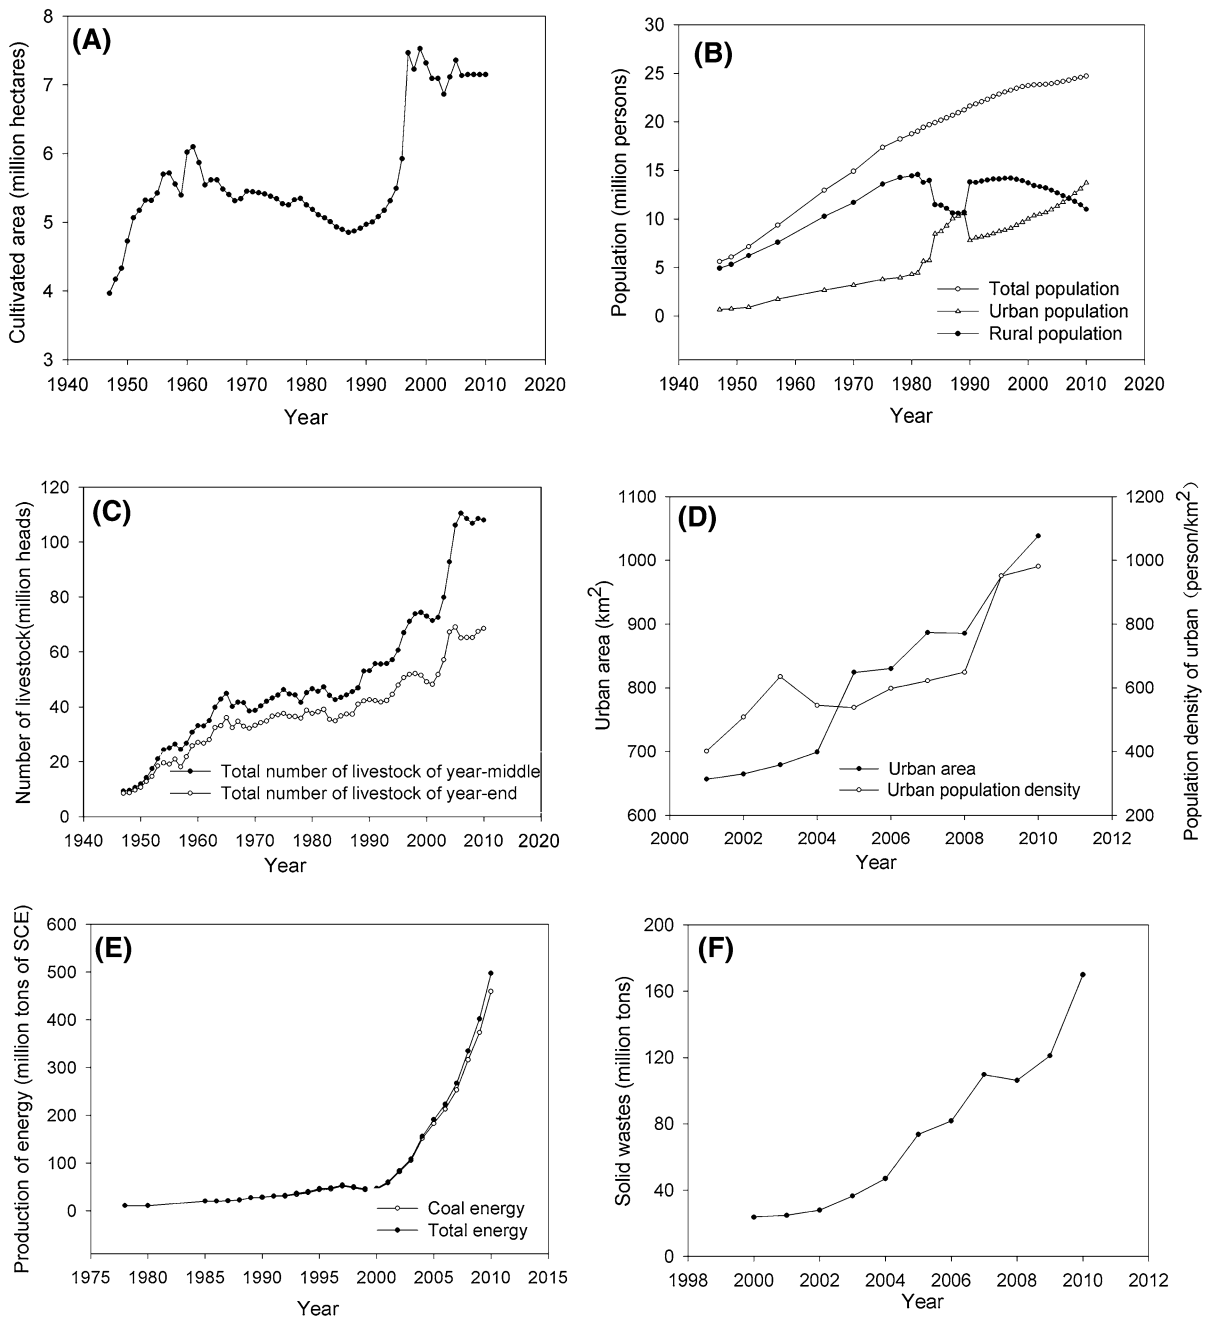 (A)
Cultivated area (million hectares)
8
7
6
5
4
3
1940 1950 1960 1970 1980 1990 2000 2010 2020
Year
(B)
Population (million persons)
30
25
20
15
10
5
0
Total population
Urban population
Rural population
1940 1950 1960 1970 1980 1990 2000 2010 2020
Year
(C)
Number of livestock(million heads)
120
100
80
60
40
20
0
Total number of livestock of year-middle
Total number of livestock of year-end
1940 1950 1960 1970 1980 1990 2000 2010 2020
Year
(D)
Urban area (km2)
1100
1000
900
800
700
600
Urban area
Urban population density
2000 2002 2004 2006 2008 2010 2012
Year
1200
1000
800
600
400
200
Population density of urban (person/km2)
(E)
Production of energy (million tons of SCE)
600
500
400
300
200
100
0
Coal energy
Total energy
1975 1980 1985 1990 1995 2000 2005 2010 2015
Year
(F)
Solid wastes (million tons)
200
160
120
80
40
0
1998 2000 2002 2004 2006 2008 2010 2012
Year